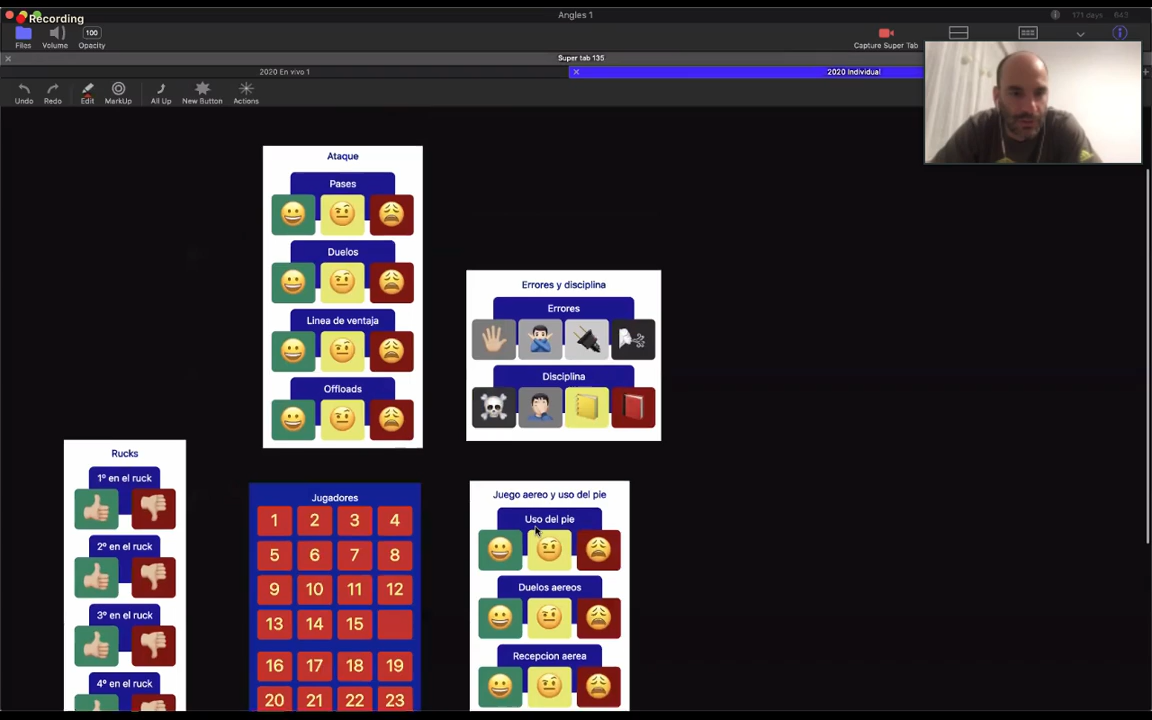 Recording
Angles 1
171 days
642
Files
Volume
100
Opacity
Capture Super Tab
Super tab 135
2020 En vivo 1
2020 Individual
Undo
Redo
Edit
MarkUp
All Up
New Button
Actions
Ataque
Pases
Duelos
Linea de ventaja
Offloads
Errores y disciplina
Errores
Disciplina
Rucks
1º en el ruck
2º en el ruck
3º en el ruck
4º en el ruck
Jugadores
1 2 3 4
5 6 7 8
9 10 11 12
13 14 15
16 17 18 19
20 21 22 23
Juego aereo y uso del pie
Uso del pie
Duelos aereos
Recepcion aerea